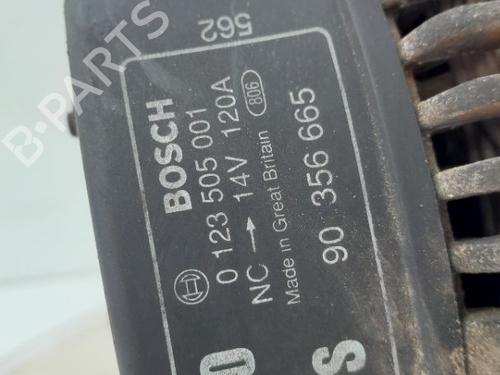 B-PARTS
562
BOSCH
0 123 505 001
NC → 14V 120A
806
Made in Great Britain
90 356 665
S